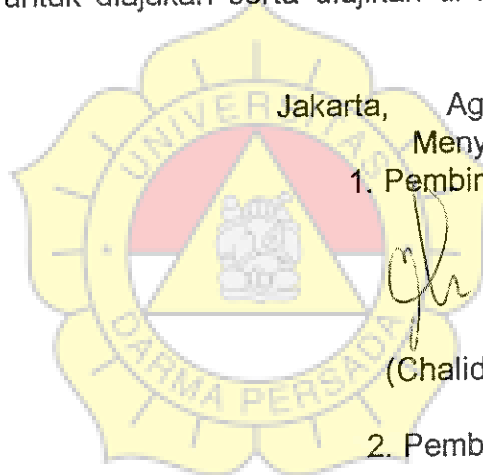 untuk diajukan serta diujikan di
Jakarta, Ag
Meny
1. Pembin
UNIVERSITAS
DARMA PERSADA
(Chalid
2. Pemb